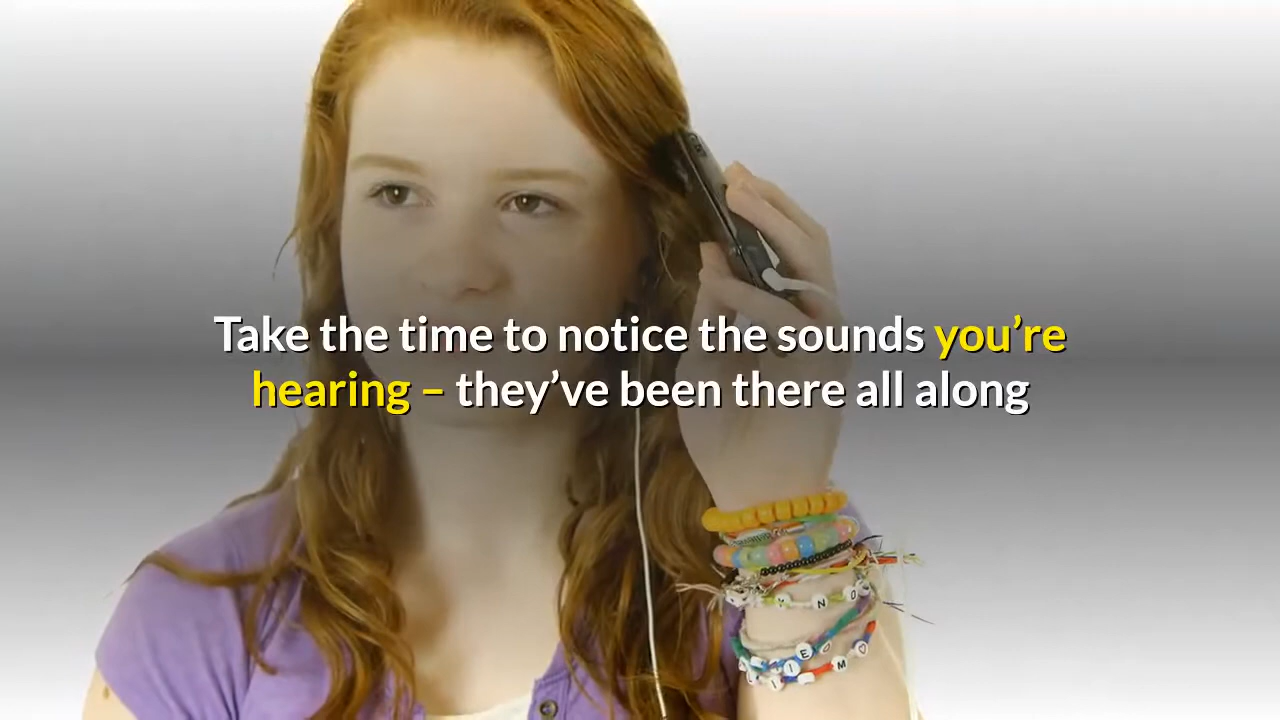 Take the time to notice the sounds you’re
hearing – they’ve been there all along